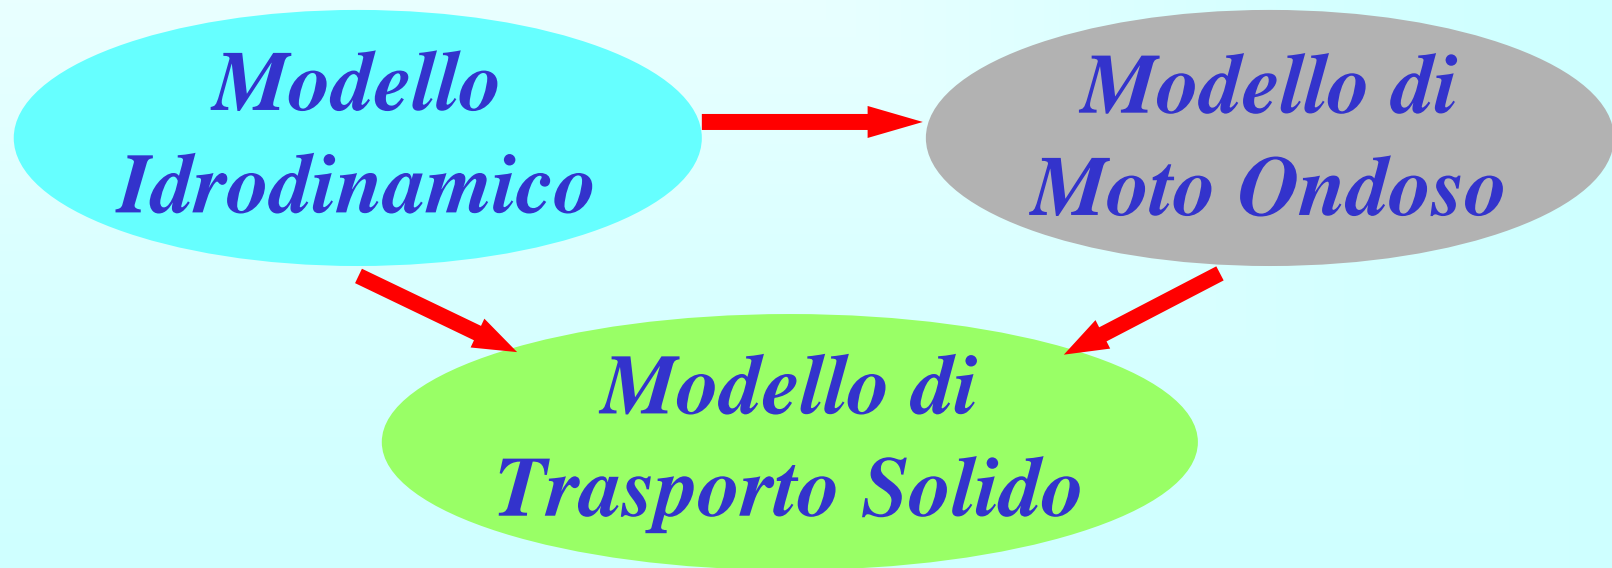 Modello
Idrodinamico
Modello di
Moto Ondoso
Modello di
Trasporto Solido